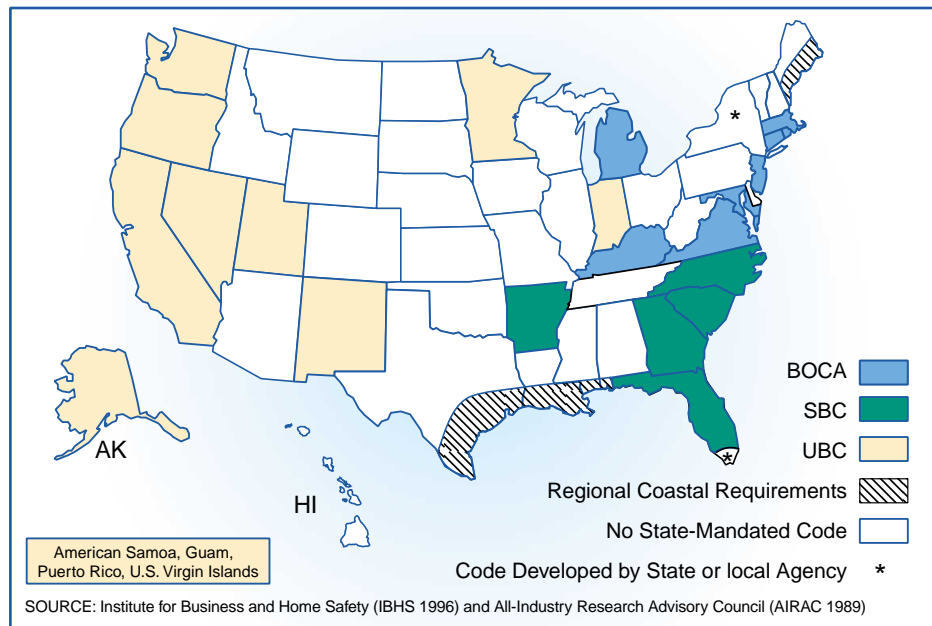 *
*
AK
HI
BOCA
SBC
UBC
Regional Coastal Requirements
No State-Mandated Code
Code Developed by State or local Agency *
American Samoa, Guam,
Puerto Rico, U.S. Virgin Islands
SOURCE: Institute for Business and Home Safety (IBHS 1996) and All-Industry Research Advisory Council (AIRAC 1989)